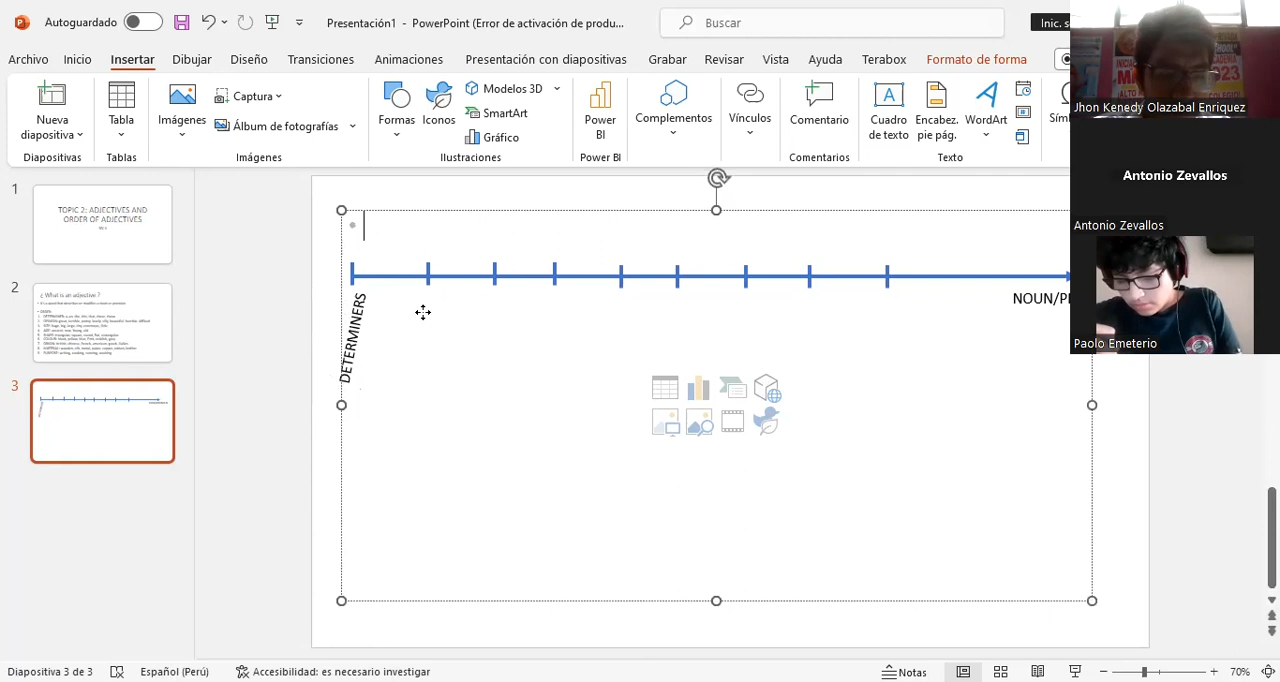 Autoguardado
Presentación1 - PowerPoint (Error de activación de produ...
Buscar
Inic. s
Archivo Inicio Insertar Dibujar Diseño Transiciones Animaciones Presentación con diapositivas Grabar Revisar Vista Ayuda Terabox Formato de forma
Nueva diapositiva
Tabla
Imágenes
Captura
Álbum de fotografías
Formas
Iconos
Modelos 3D
SmartArt
Gráfico
Power BI
Complementos
Vínculos
Comentario
Cuadro de texto
Encabez. pie pág.
WordArt
Sím
Diapositivas Tablas Imágenes Ilustraciones Power BI Comentarios Texto
Jhon Kenedy Olazabal Enriquez
Antonio Zevallos
Antonio Zevallos
Paolo Emeterio
1
TOPIC 2: ADJECTIVES AND
ORDER OF ADJECTIVES
2
¿ What is an adjective ?
3
DETERMINERS
NOUN/P
Diapositiva 3 de 3
Español (Perú)
Accesibilidad: es necesario investigar
Notas
70%